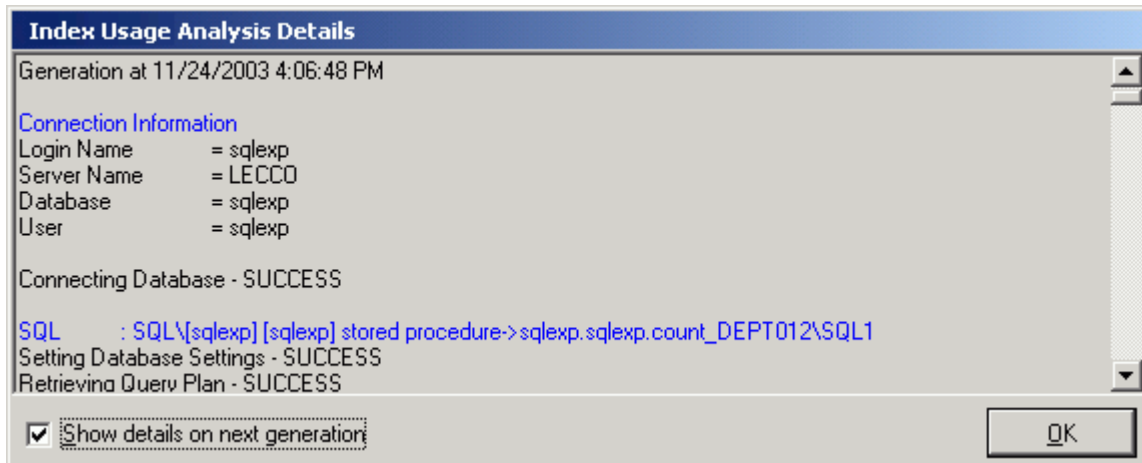 Index Usage Analysis Details
Generation at 11/24/2003 4:06:48 PM
Connection Information
Login Name = sqlexp
Server Name = LECCO
Database = sqlexp
User = sqlexp
Connecting Database - SUCCESS
SQL : SQL\[sqlexp] [sqlexp] stored procedure->sqlexp.sqlexp.count_DEPT012\SQL1
Setting Database Settings - SUCCESS
Retrieving Query Plan - SUCCESS
Show details on next generation
OK